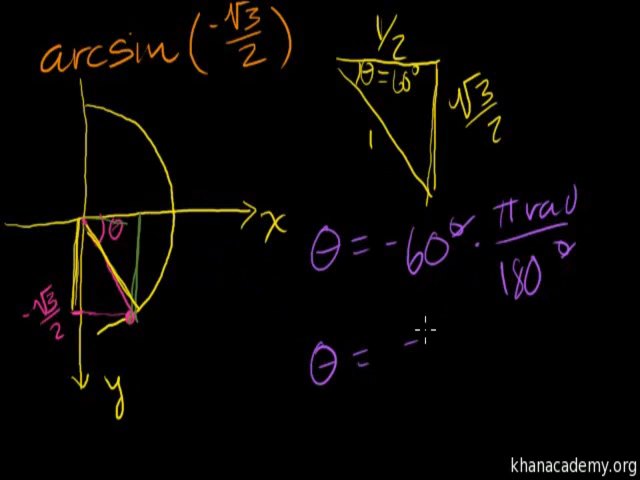 arcsin (-√3/2)
1/2
θ = 60°
√3/2
1
x
θ
θ = -60° · π rad / 180°
-√3/2
θ = -
y
khanacademy.org